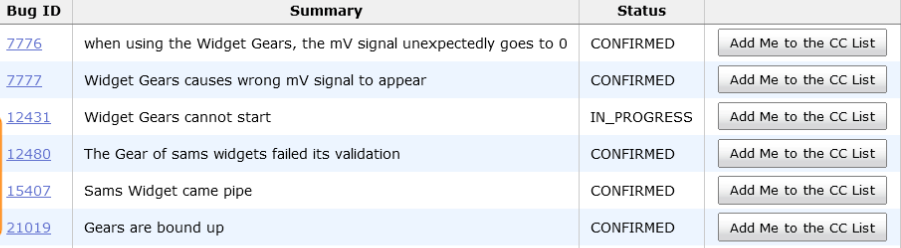 Bug ID Summary Status
7776 when using the Widget Gears, the mV signal unexpectedly goes to 0 CONFIRMED Add Me to the CC List
7777 Widget Gears causes wrong mV signal to appear CONFIRMED Add Me to the CC List
12431 Widget Gears cannot start IN_PROGRESS Add Me to the CC List
12480 The Gear of sams widgets failed its validation CONFIRMED Add Me to the CC List
15407 Sams Widget came pipe CONFIRMED Add Me to the CC List
21019 Gears are bound up CONFIRMED Add Me to the CC List